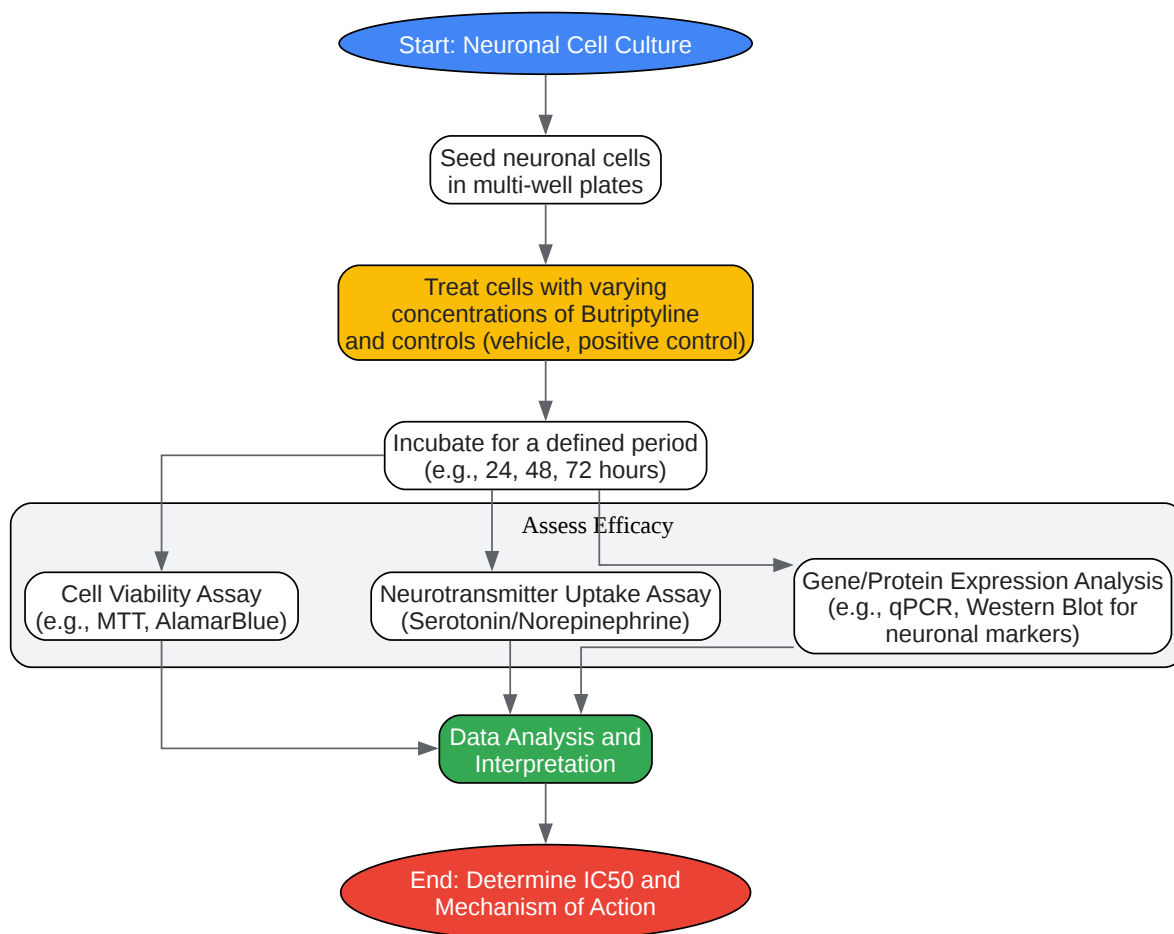 Start: Neuronal Cell Culture
Seed neuronal cells
in multi-well plates
Treat cells with varying
concentrations of Butriptyline
and controls (vehicle, positive control)
Incubate for a defined period
(e.g., 24, 48, 72 hours)
Assess Efficacy
Cell Viability Assay
(e.g., MTT, AlamarBlue)
Neurotransmitter Uptake Assay
(Serotonin/Norepinephrine)
Gene/Protein Expression Analysis
(e.g., qPCR, Western Blot for
neuronal markers)
Data Analysis and
Interpretation
End: Determine IC50 and
Mechanism of Action